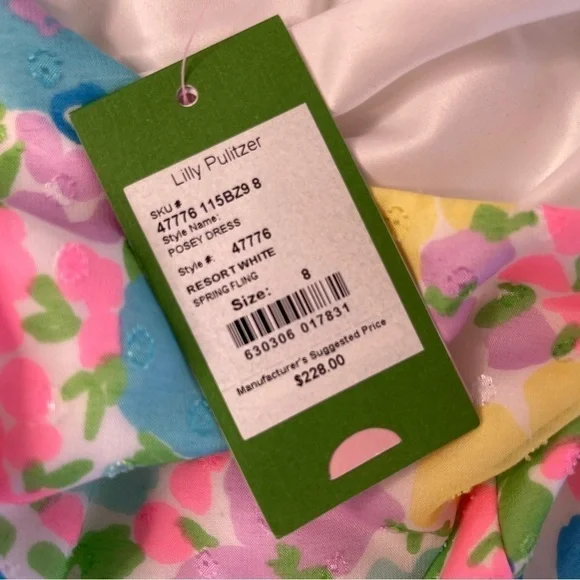 Lilly Pulitzer
SKU #
47776 115BZ9 8
Style Name:
POSEY DRESS
Style #: 47776
RESORT WHITE
SPRING FLING
Size: 8
630306 017831
Manufacturer's Suggested Price
$228.00